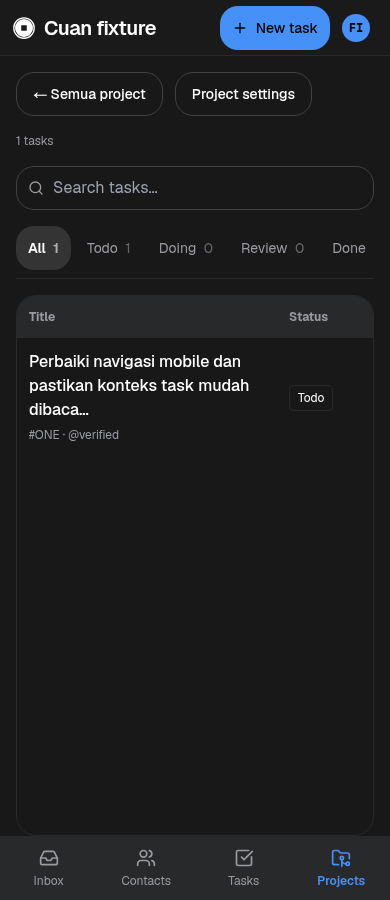 Cuan fixture
+ New task
FI
← Semua project
Project settings
1 tasks
Search tasks...
All 1
Todo 1
Doing 0
Review 0
Done
Title
Status
Perbaiki navigasi mobile dan
pastikan konteks task mudah
dibaca...
Todo
#ONE · @verified
Inbox
Contacts
Tasks
Projects